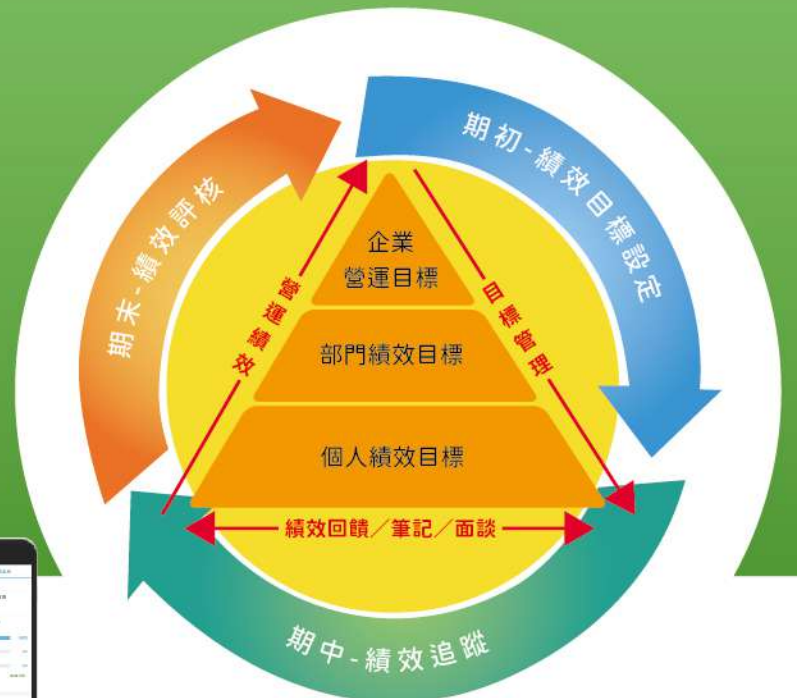 期初-績效目標設定
期末-績效評核
企業
營運目標
營運績效
目標管理
部門績效目標
個人績效目標
績效回饋／筆記／面談
期中-績效追蹤